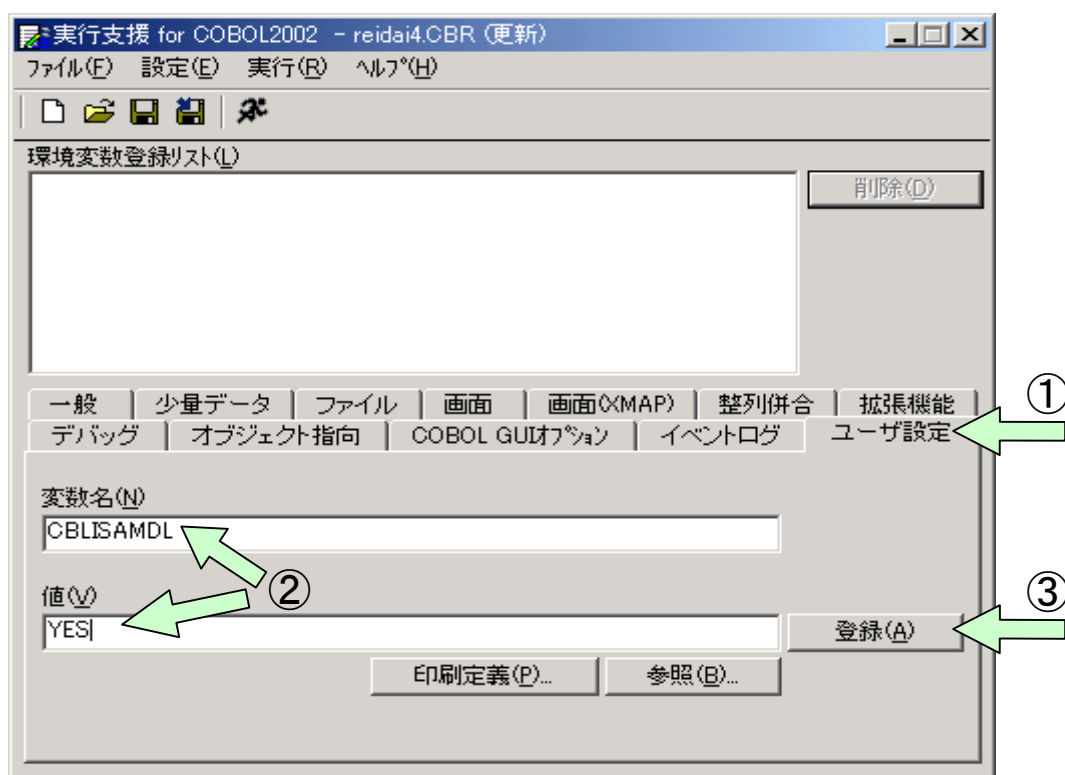 実行支援 for COBOL2002 - reidai4.CBR (更新)
ファイル(F) 設定(E) 実行(R) ヘルプ(H)
環境変数登録リスト(L)
削除(D)
①
一般 少量データ ファイル 画面 画面(XMAP) 整列併合 拡張機能
デバッグ オブジェクト指向 COBOL GUIオプション イベントログ ユーザ設定
変数名(N)
CBLISAMDL
②
③
値(V)
YES
登録(A)
印刷定義(P)... 参照(B)...